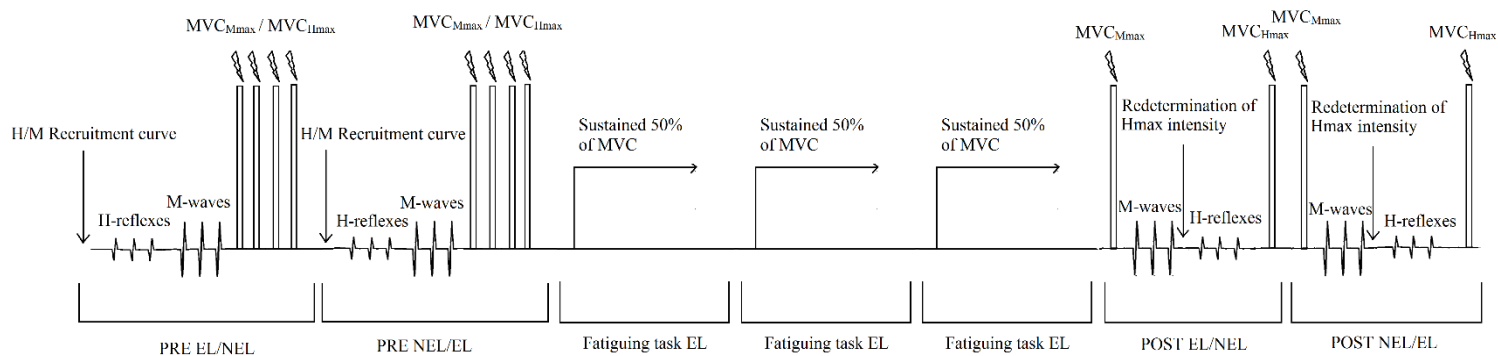 MVCMmax / MVCHmax
MVCMmax / MVCHmax
MVCMmax
MVCHmax
MVCMmax
MVCHmax
H/M Recruitment curve
H-reflexes
M-waves
H/M Recruitment curve
H-reflexes
M-waves
Sustained 50%
of MVC
Sustained 50%
of MVC
Sustained 50%
of MVC
Redetermination of
Hmax intensity
M-waves
H-reflexes
Redetermination of
Hmax intensity
M-waves
H-reflexes
PRE EL/NEL
PRE NEL/EL
Fatiguing task EL
Fatiguing task EL
Fatiguing task EL
POST EL/NEL
POST NEL/EL